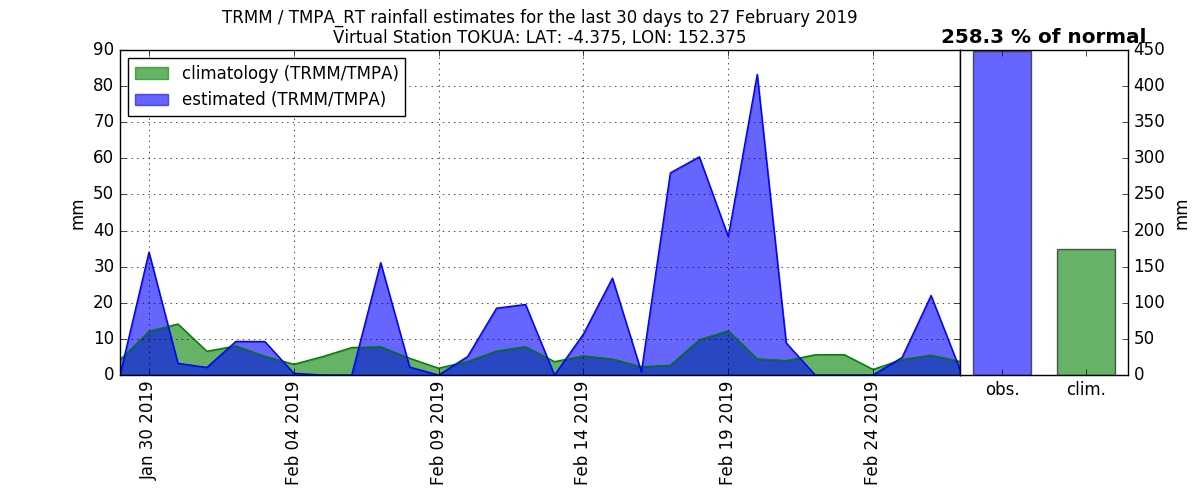 TRMM / TMPA_RT rainfall estimates for the last 30 days to 27 February 2019
Virtual Station TOKUA: LAT: -4.375, LON: 152.375
258.3 % of normal
climatology (TRMM/TMPA)
estimated (TRMM/TMPA)
mm
90
80
70
60
50
40
30
20
10
0
Jan 30 2019
Feb 04 2019
Feb 09 2019
Feb 14 2019
Feb 19 2019
Feb 24 2019
obs.
clim.
450
400
350
300
250
200
150
100
50
0
mm